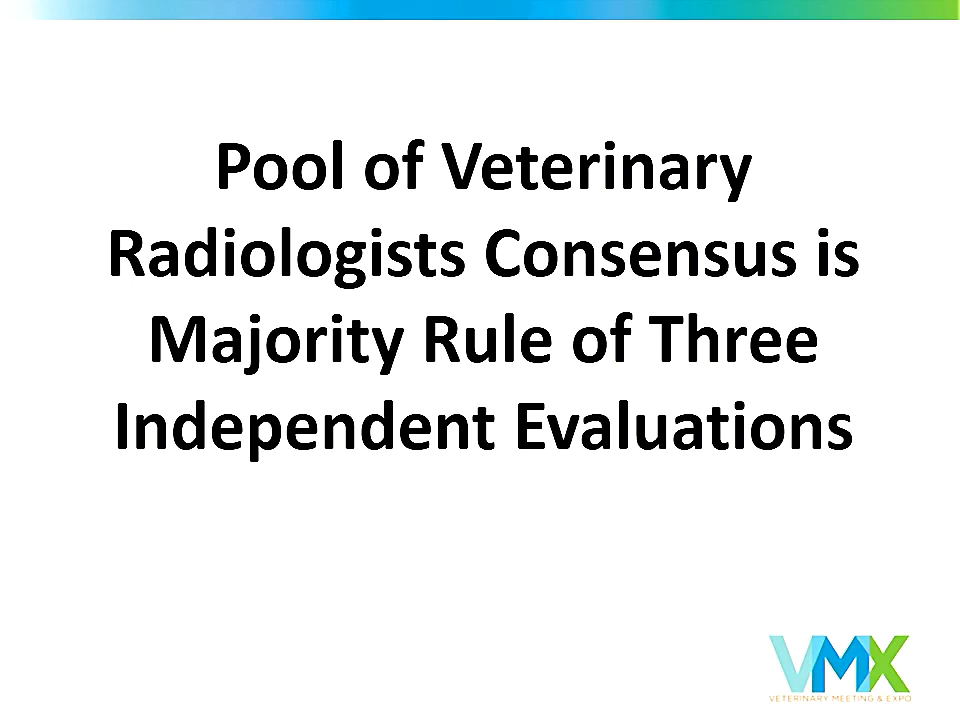 Pool of Veterinary
Radiologists Consensus is
Majority Rule of Three
Independent Evaluations
VMX
VETERINARY MEETING & EXPO